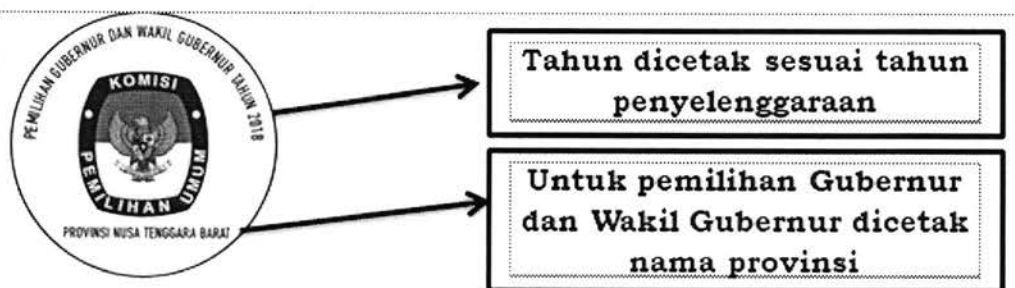 PEMILIHAN GUBERNUR DAN WAKIL GUBERNUR TAHUN 2018
KOMISI
PEMILIHAN UMUM
PROVINSI NUSA TENGGARA BARAT
Tahun dicetak sesuai tahun
penyelenggaraan
Untuk pemilihan Gubernur
dan Wakil Gubernur dicetak
nama provinsi